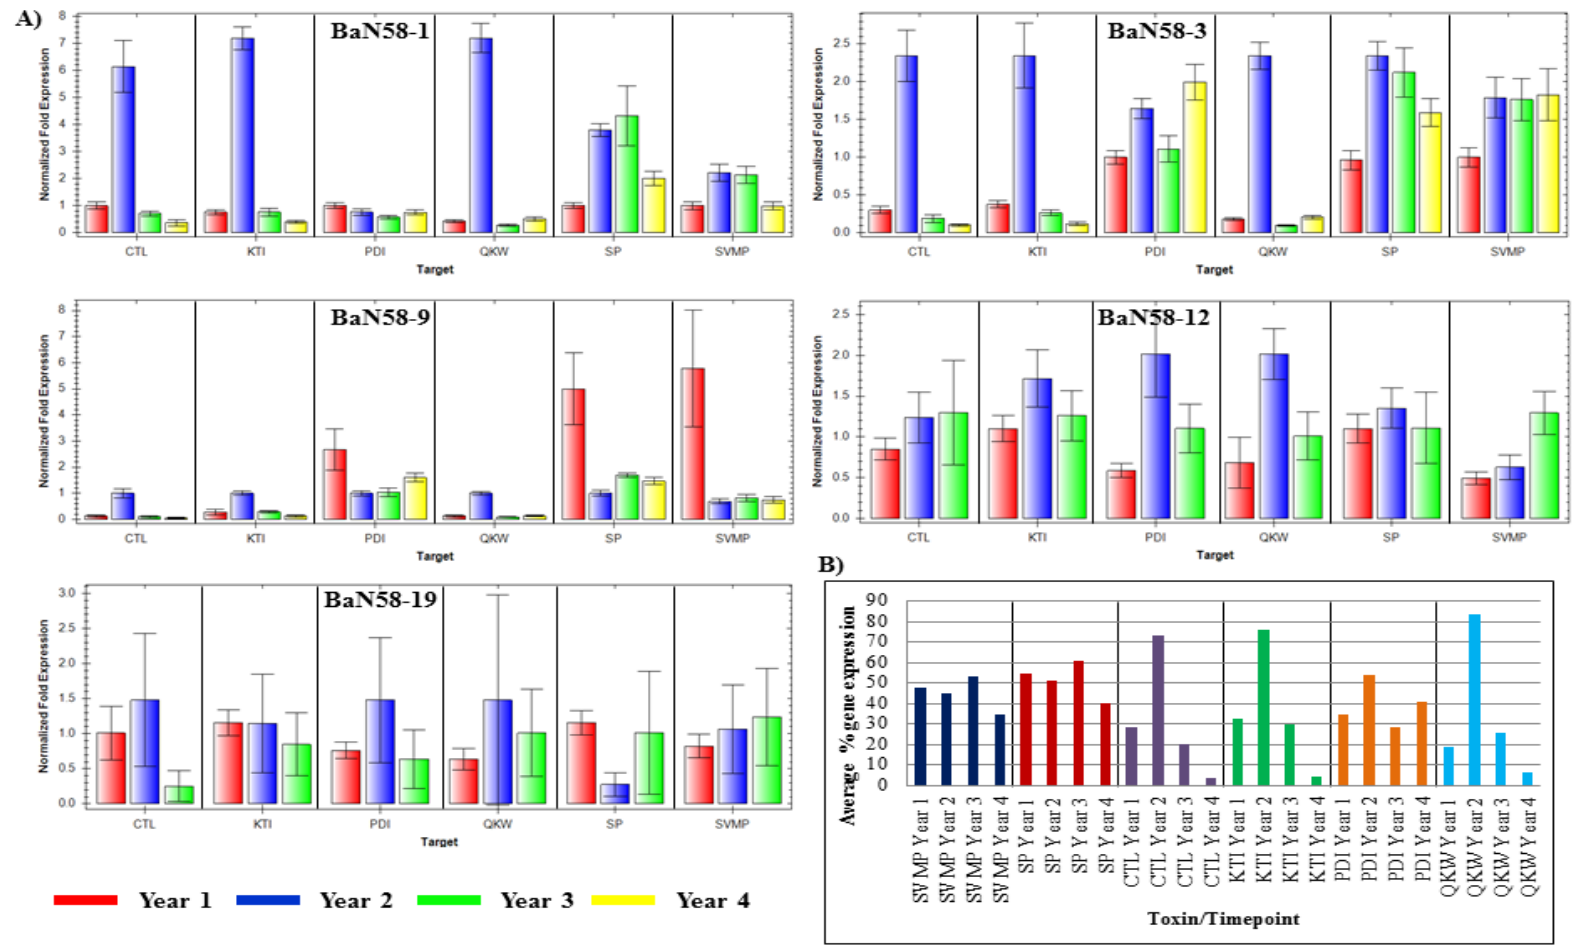 A)
BaN58-1
Normalized Fold Expression
8
7
6
5
4
3
2
1
0
CTL KTI PDI QKW SP SVMP
Target
BaN58-3
Normalized Fold Expression
2.5
2.0
1.5
1.0
0.5
0.0
CTL KTI PDI QKW SP SVMP
Target
BaN58-9
Normalized Fold Expression
8
7
6
5
4
3
2
1
0
CTL KTI PDI QKW SP SVMP
Target
BaN58-12
Normalized Fold Expression
2.5
2.0
1.5
1.0
0.5
0.0
CTL KTI PDI QKW SP SVMP
Target
BaN58-19
Normalized Fold Expression
3.0
2.5
2.0
1.5
1.0
0.5
0.0
CTL KTI PDI QKW SP SVMP
Target
Year 1 Year 2 Year 3 Year 4
B)
Average % gene expression
90
80
70
60
50
40
30
20
10
0
SVMP Year 1
SVMP Year 2
SVMP Year 3
SVMP Year 4
SP Year 1
SP Year 2
SP Year 3
SP Year 4
CTL Year 1
CTL Year 2
CTL Year 3
CTL Year 4
KTI Year 1
KTI Year 2
KTI Year 3
KTI Year 4
PDI Year 1
PDI Year 2
PDI Year 3
PDI Year 4
QKW Year 1
QKW Year 2
QKW Year 3
QKW Year 4
Toxin/Timepoint